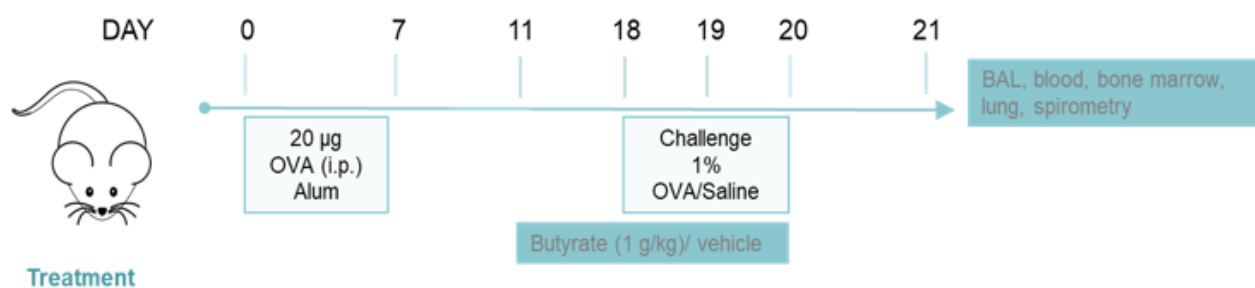 DAY 0 7 11 18 19 20 21
BAL, blood, bone marrow,
lung, spirometry
20 µg
OVA (i.p.)
Alum
Challenge
1%
OVA/Saline
Butyrate (1 g/kg)/ vehicle
Treatment